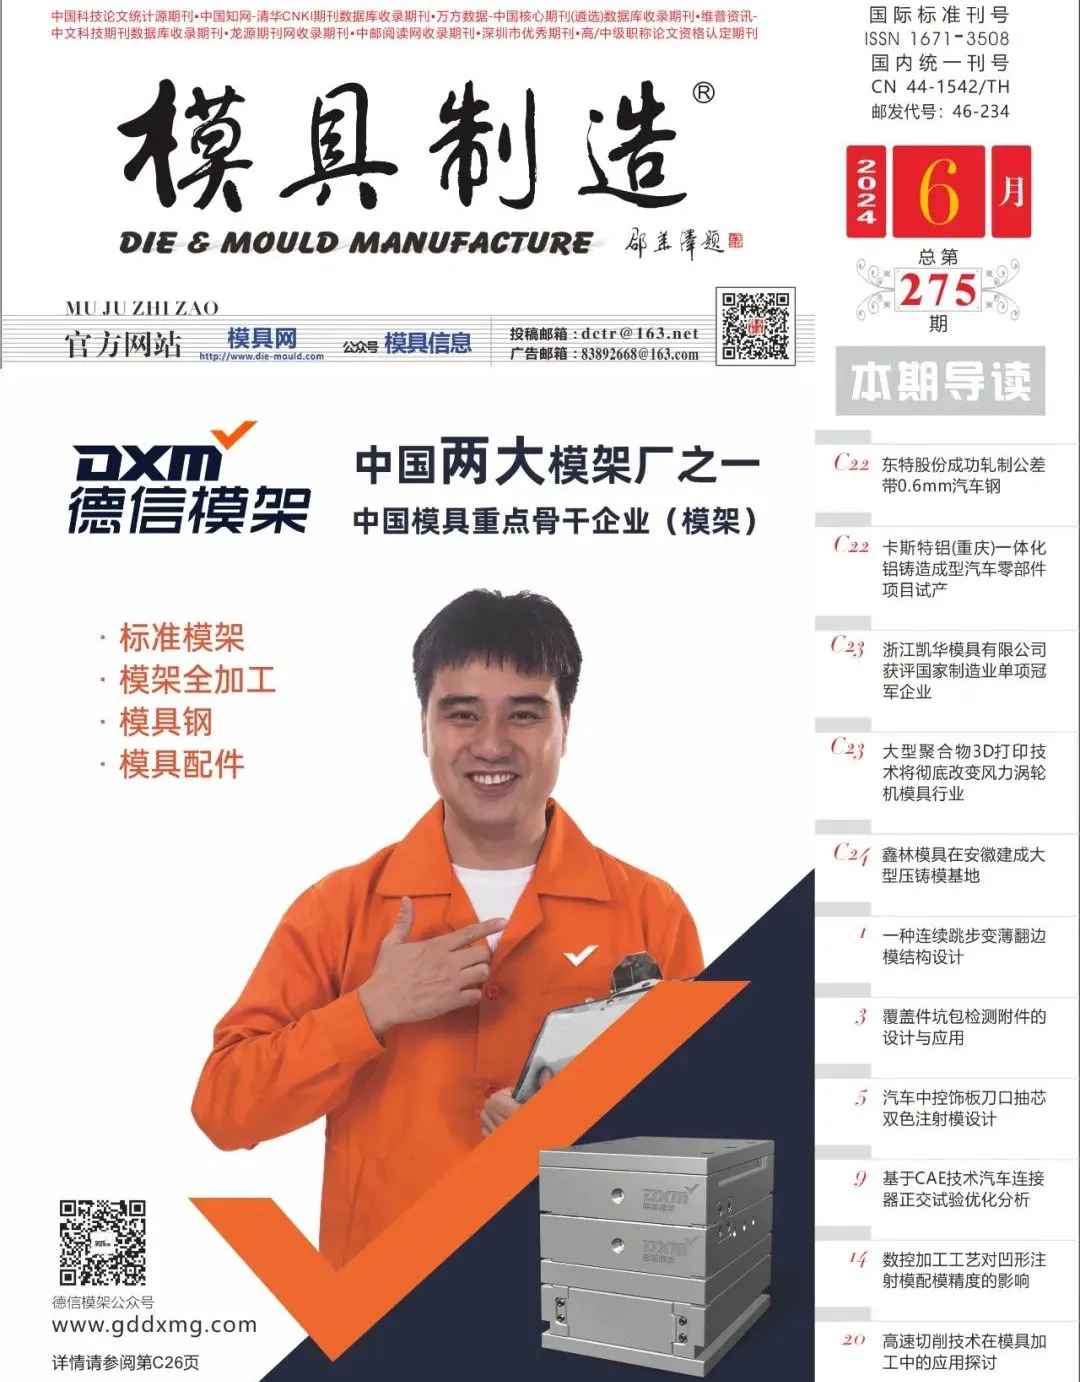 中国科技论文统计源期刊•中国知网-清华CNKI期刊数据库收录期刊•万方数据-中国核心期刊(遴选)数据库收录期刊•维普资讯-
中文科技期刊数据库收录期刊•龙源期刊网收录期刊•中邮阅读网收录期刊•深圳市优秀期刊•高/中级职称论文资格认定期刊
模具制造®
DIE & MOULD MANUFACTURE
邵华泽题
MU JU ZHI ZAO
官方网站
模具网
http://www.die-mould.com
公众号 模具信息
投稿邮箱：dctr@163.net
广告邮箱：83892668@163.com
国际标准刊号
ISSN 1671-3508
国内统一刊号
CN 44-1542/TH
邮发代号：46-234
2024
6
月
总第
275
期
本期导读
DXM
德信模架
中国两大模架厂之一
中国模具重点骨干企业（模架）
· 标准模架
· 模架全加工
· 模具钢
· 模具配件
DXM
德信模架
DXM
德信模架
德信模架公众号
www.gddxmg.com
详情请参阅第C26页
C22 东特股份成功轧制公差
带0.6mm汽车钢
C22 卡斯特铝(重庆)一体化
铝铸造成型汽车零部件
项目试产
C23 浙江凯华模具有限公司
获评国家制造业单项冠
军企业
C23 大型聚合物3D打印技
术将彻底改变风力涡轮
机模具行业
C24 鑫林模具在安徽建成大
型压铸模基地
1 一种连续跳步变薄翻边
模结构设计
3 覆盖件坑包检测附件的
设计与应用
5 汽车中控饰板刀口抽芯
双色注射模设计
9 基于CAE技术汽车连接
器正交试验优化分析
14 数控加工工艺对凹形注
射模配模精度的影响
20 高速切削技术在模具加
工中的应用探讨